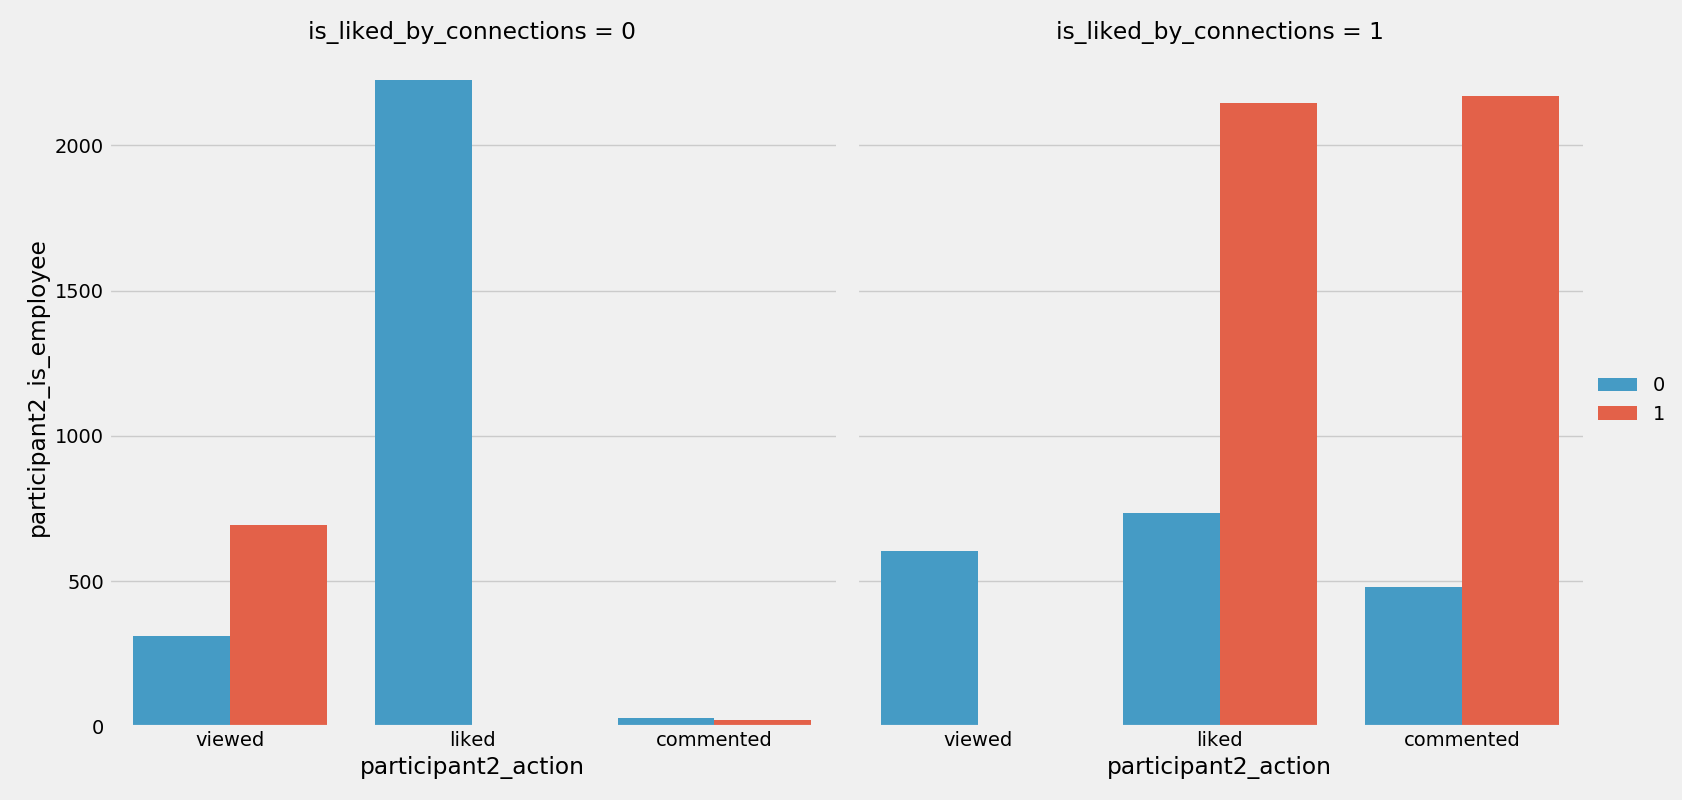 is_liked_by_connections = 0
is_liked_by_connections = 1
participant2_is_employee
2000
1500
1000
500
0
viewed
liked
commented
viewed
liked
commented
participant2_action
participant2_action
0
1